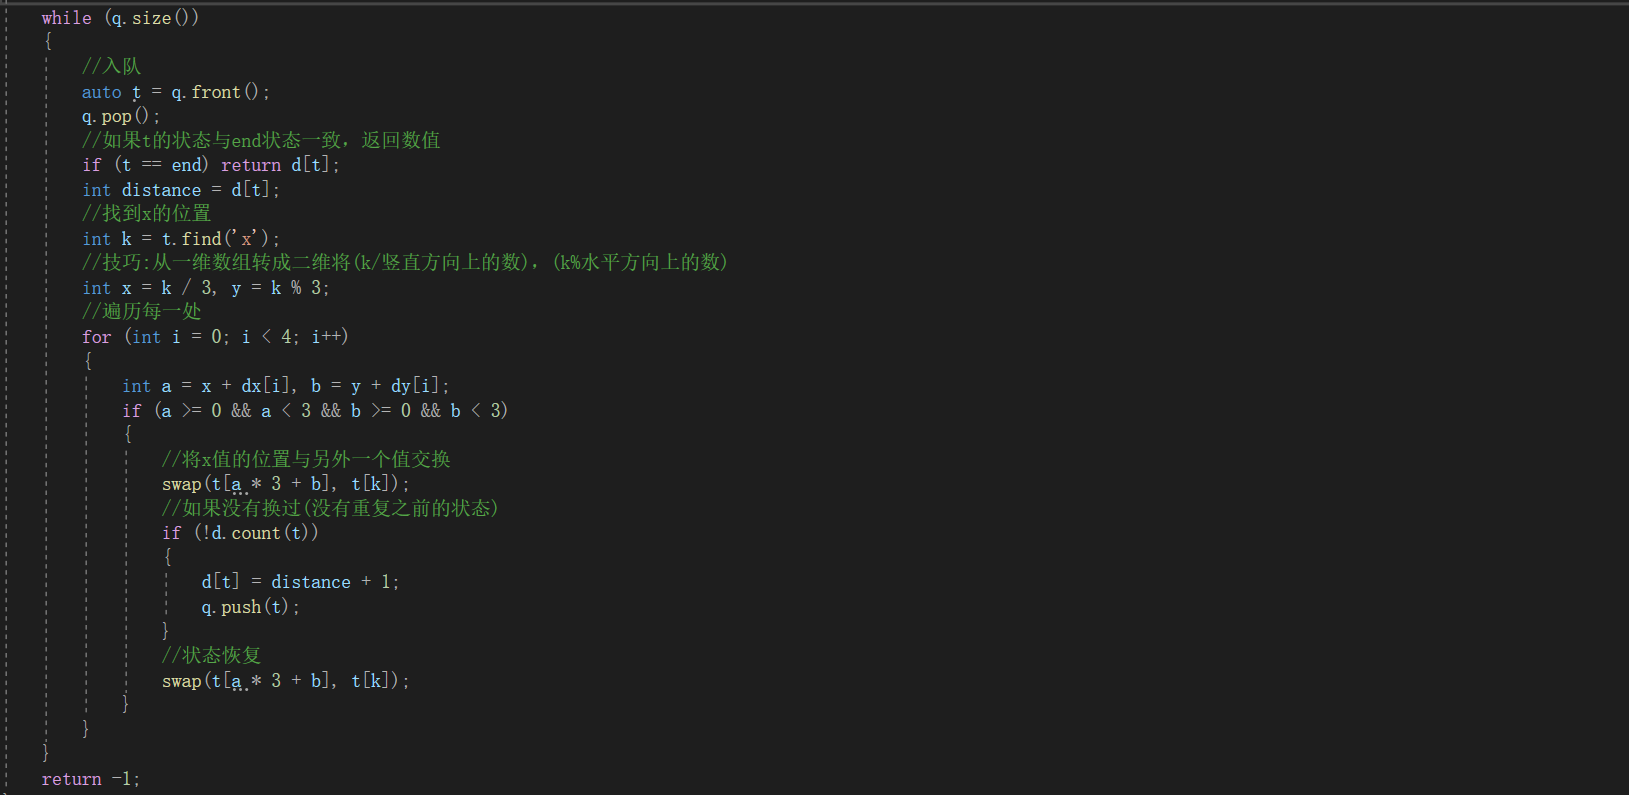 while (q.size())
{
//入队
auto t = q.front();
q.pop();
//如果t的状态与end状态一致，返回数值
if (t == end) return d[t];
int distance = d[t];
//找到x的位置
int k = t.find('x');
//技巧:从一维数组转成二维将(k/竖直方向上的数)，(k%水平方向上的数)
int x = k / 3, y = k % 3;
//遍历每一处
for (int i = 0; i < 4; i++)
{
int a = x + dx[i], b = y + dy[i];
if (a >= 0 && a < 3 && b >= 0 && b < 3)
{
//将x值的位置与另外一个值交换
swap(t[a * 3 + b], t[k]);
//如果没有换过(没有重复之前的状态)
if (!d.count(t))
{
d[t] = distance + 1;
q.push(t);
}
//状态恢复
swap(t[a * 3 + b], t[k]);
}
}
}
return -1;